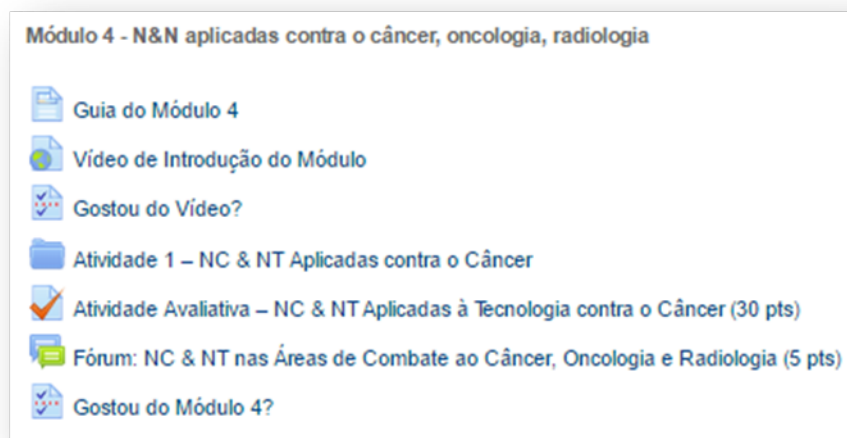 Módulo 4 - N&N aplicadas contra o câncer, oncologia, radiologia
Guia do Módulo 4
Vídeo de Introdução do Módulo
Gostou do Vídeo?
Atividade 1 – NC & NT Aplicadas contra o Câncer
Atividade Avaliativa – NC & NT Aplicadas à Tecnologia contra o Câncer (30 pts)
Fórum: NC & NT nas Áreas de Combate ao Câncer, Oncologia e Radiologia (5 pts)
Gostou do Módulo 4?